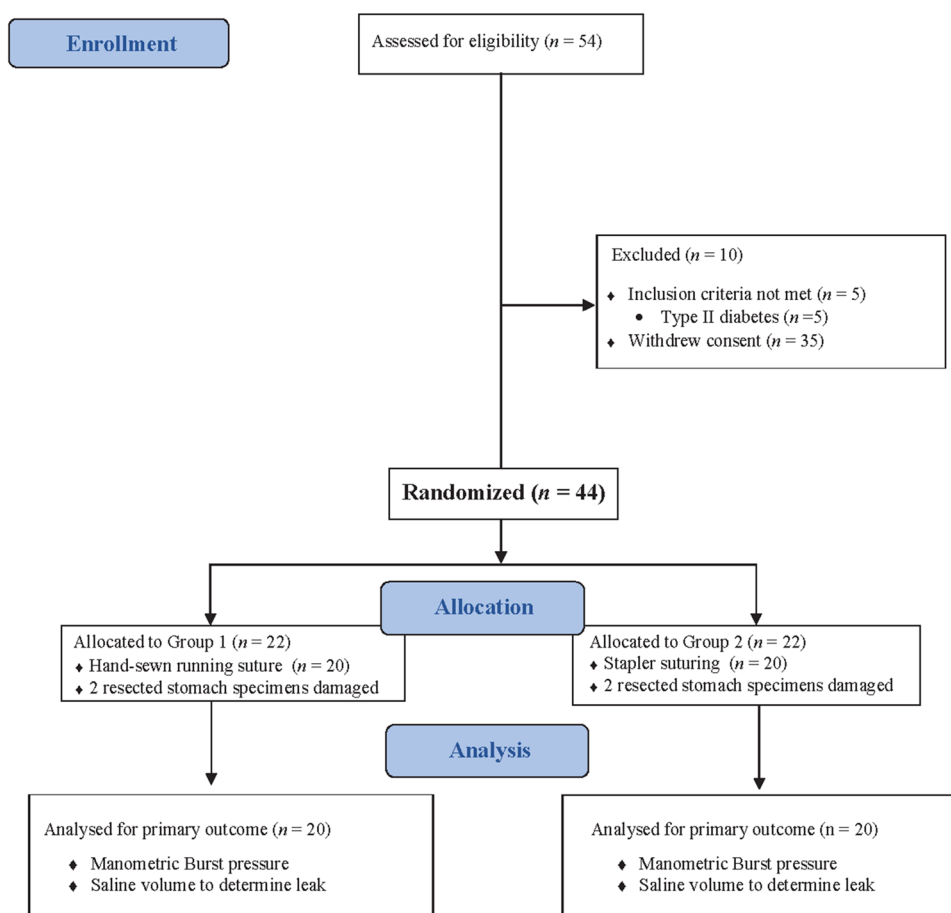 Enrollment
Assessed for eligibility (n = 54)
Excluded (n = 10)
♦ Inclusion criteria not met (n = 5)
• Type II diabetes (n =5)
♦ Withdrew consent (n = 35)
Randomized (n = 44)
Allocation
Allocated to Group 1 (n = 22)
♦ Hand-sewn running suture (n = 20)
♦ 2 resected stomach specimens damaged
Allocated to Group 2 (n = 22)
♦ Stapler suturing (n = 20)
♦ 2 resected stomach specimens damaged
Analysis
Analysed for primary outcome (n = 20)
♦ Manometric Burst pressure
♦ Saline volume to determine leak
Analysed for primary outcome (n = 20)
♦ Manometric Burst pressure
♦ Saline volume to determine leak